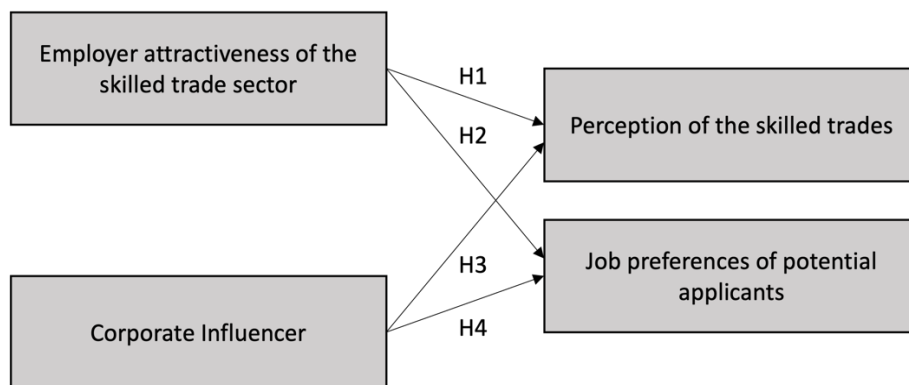 Employer attractiveness of the
skilled trade sector
H1
Perception of the skilled trades
H2
H3
Job preferences of potential
applicants
Corporate Influencer
H4